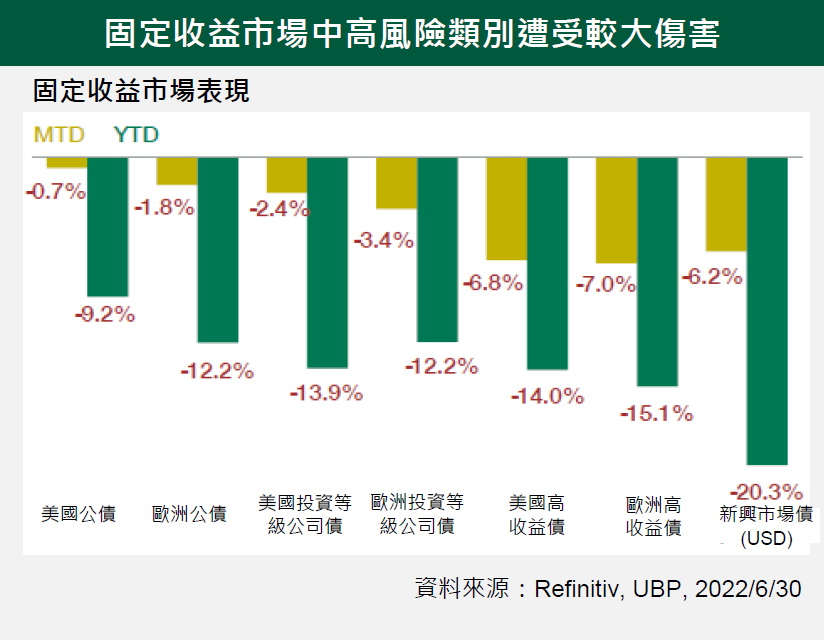 固定收益市場中高風險類別遭受較大傷害
固定收益市場表現
MTD YTD
-0.7%
-9.2%
-1.8%
-12.2%
-2.4%
-13.9%
-3.4%
-12.2%
-6.8%
-14.0%
-7.0%
-15.1%
-6.2%
-20.3%
美國公債
歐洲公債
美國投資等
級公司債
歐洲投資等
級公司債
美國高
收益債
歐洲高
收益債
新興市場債
(USD)
資料來源：Refinitiv, UBP, 2022/6/30